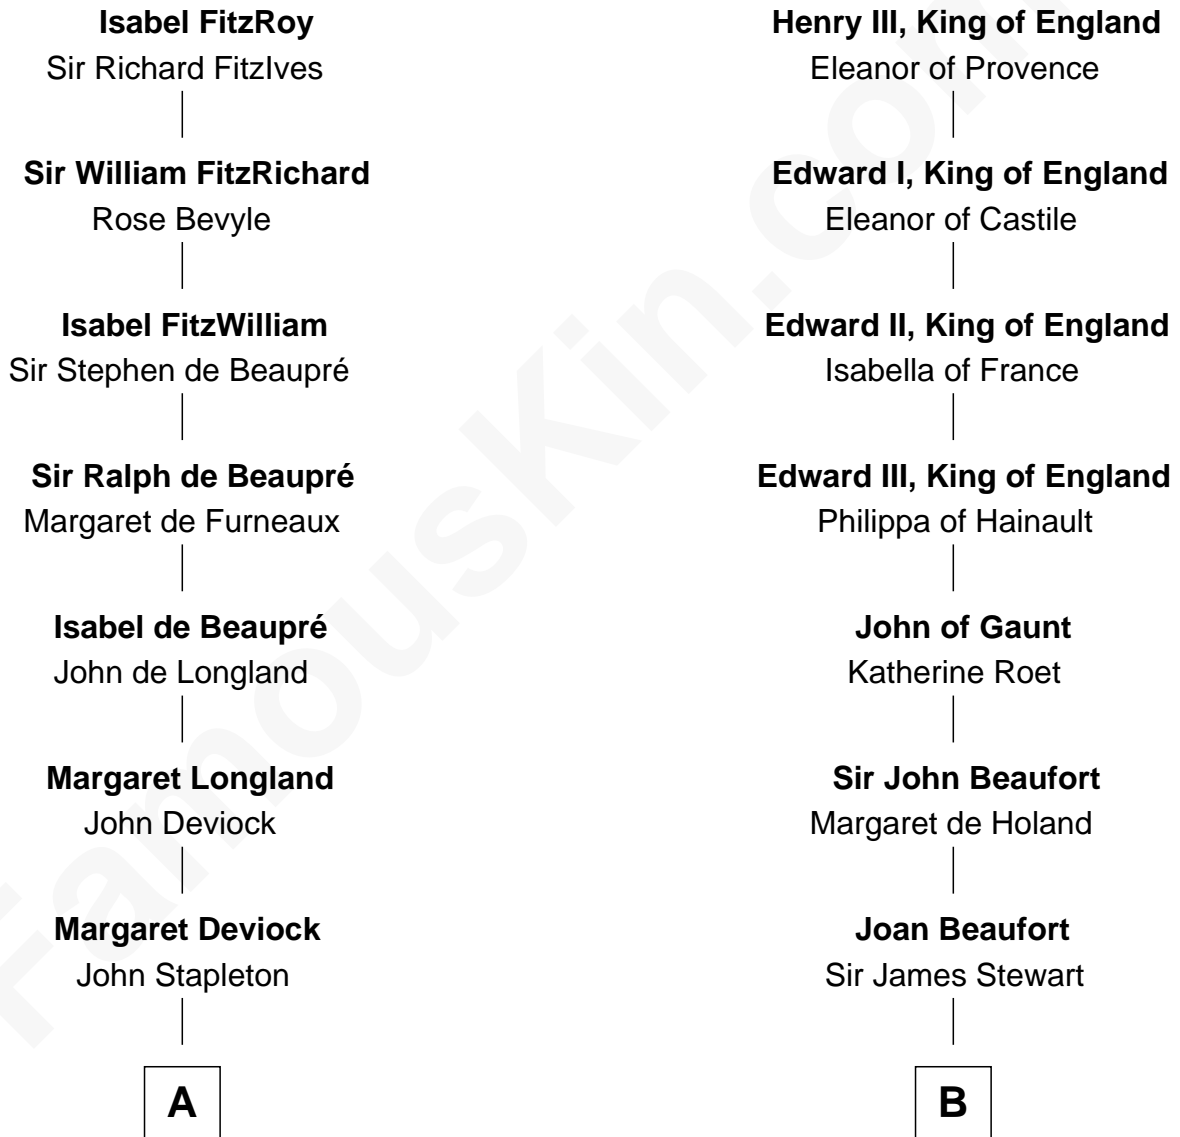 Isabel FitzRoy
Sir Richard FitzIves
Sir William FitzRichard
Rose Bevyle
Isabel FitzWilliam
Sir Stephen de Beaupré
Sir Ralph de Beaupré
Margaret de Furneaux
Isabel de Beaupré
John de Longland
Margaret Longland
John Deviock
Margaret Deviock
John Stapleton
A
Henry III, King of England
Eleanor of Provence
Edward I, King of England
Eleanor of Castile
Edward II, King of England
Isabella of France
Edward III, King of England
Philippa of Hainault
John of Gaunt
Katherine Roet
Sir John Beaufort
Margaret de Holand
Joan Beaufort
Sir James Stewart
B
FamousKin.com